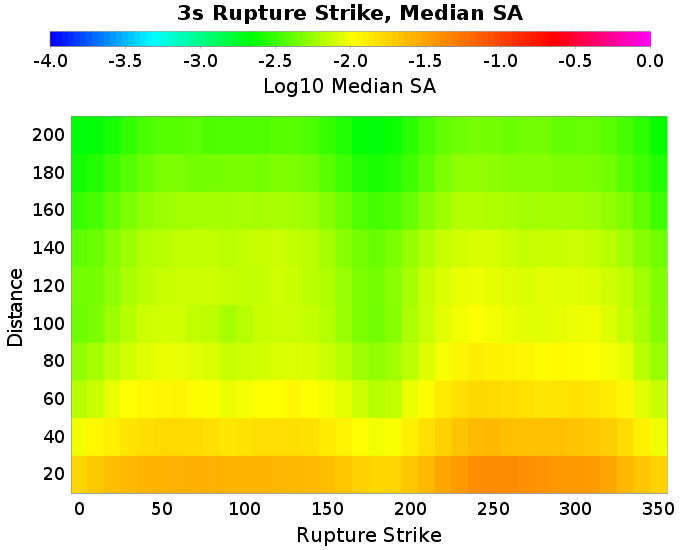 3s Rupture Strike, Median SA
-4.0 -3.5 -3.0 -2.5 -2.0 -1.5 -1.0 -0.5 0.0
Log10 Median SA
200
180
160
140
120
100
80
60
40
20
Distance
0 50 100 150 200 250 300 350
Rupture Strike